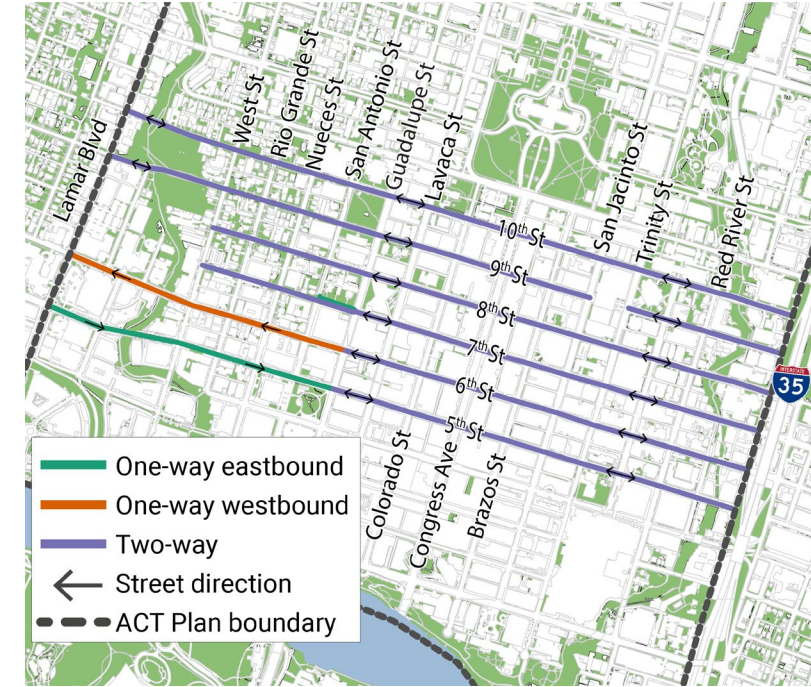 Lamar Blvd
West St
Rio Grande St
Nueces St
San Antonio St
Guadalupe St
Lavaca St
San Jacinto St
Trinity St
Red River St
10th St
9th St
8th St
7th St
6th St
5th St
INTERSTATE
35
Colorado St
Congress Ave
Brazos St
One-way eastbound
One-way westbound
Two-way
Street direction
ACT Plan boundary